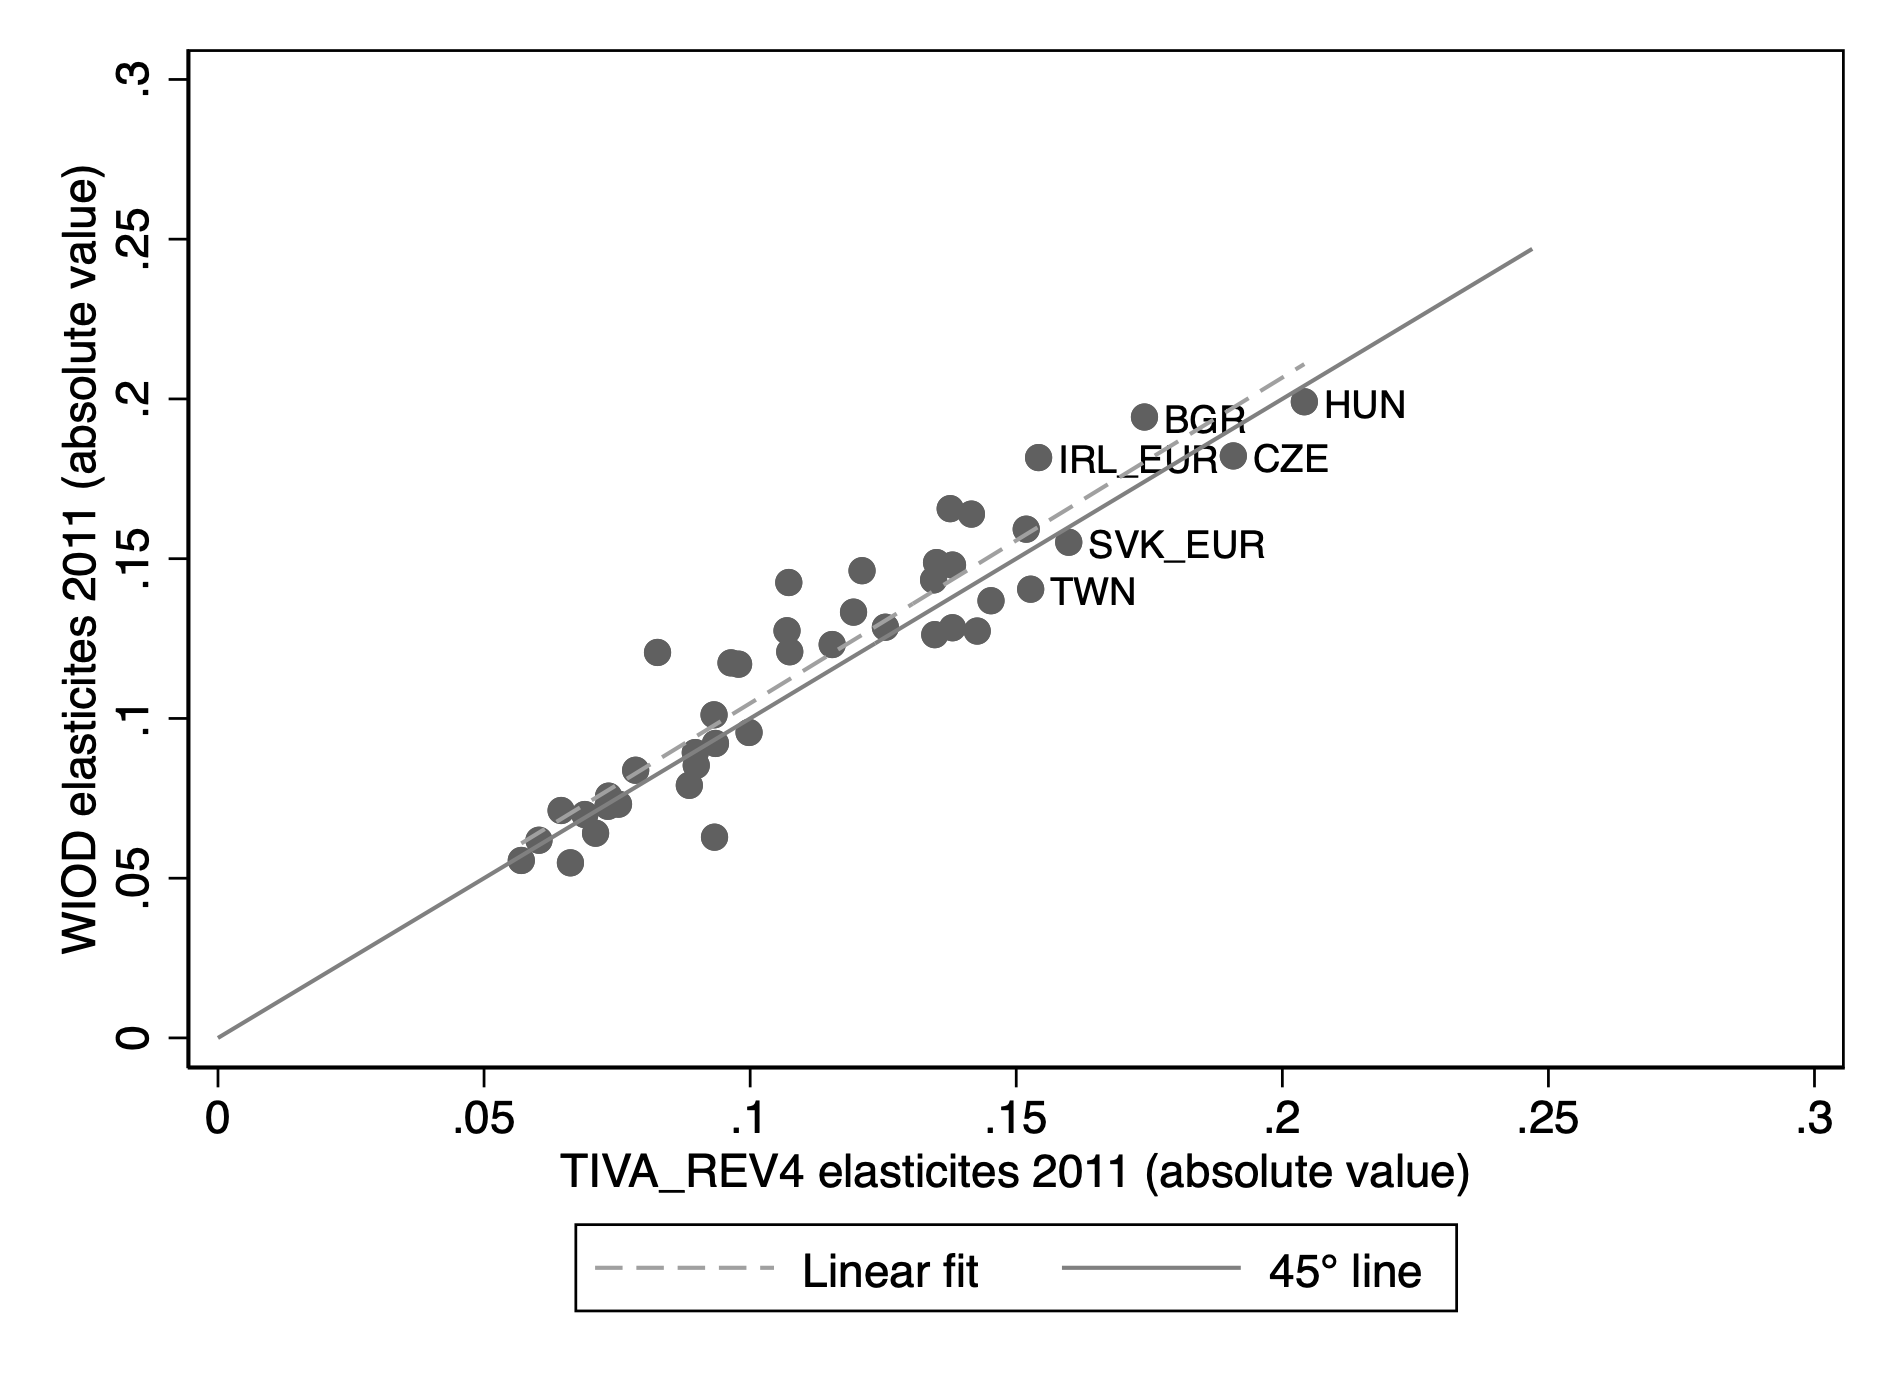 .3
.25
.2
.15
.1
.05
0
WIOD elasticites 2011 (absolute value)
BGR
HUN
IRL_EUR
CZE
SVK_EUR
TWN
0 .05 .1 .15 .2 .25 .3
TIVA_REV4 elasticites 2011 (absolute value)
Linear fit 45° line